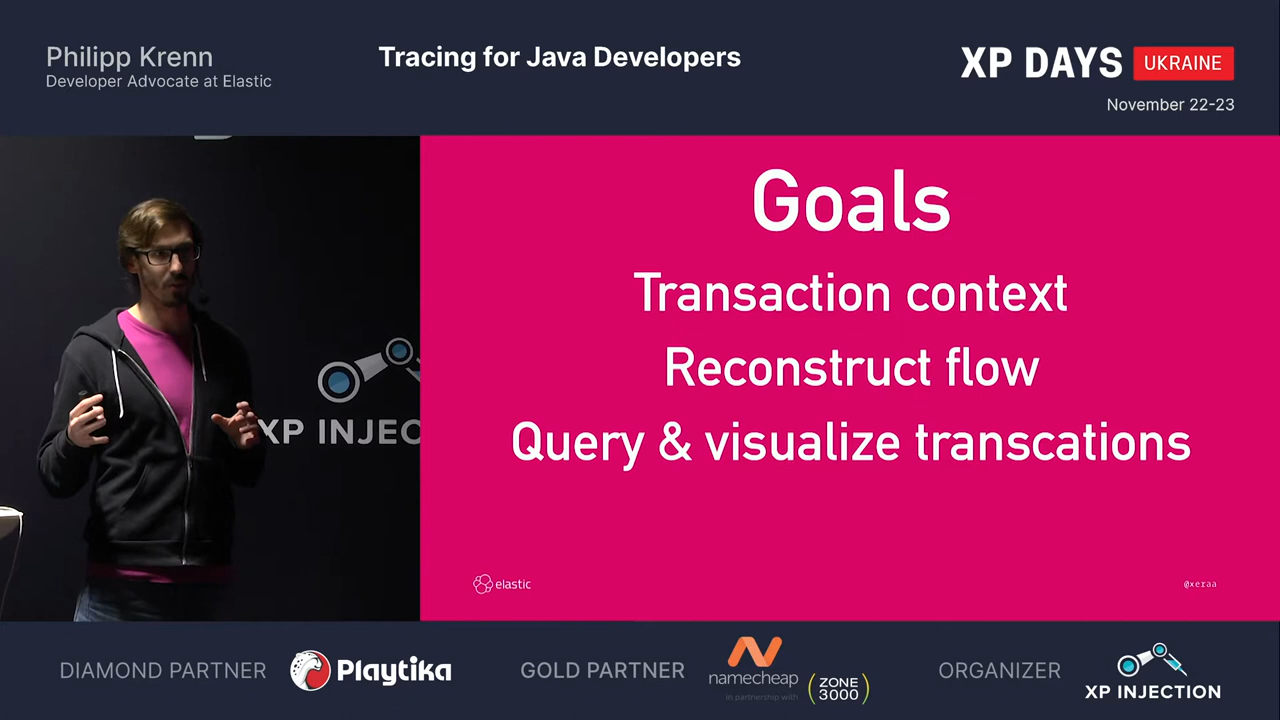 Philipp Krenn
Developer Advocate at Elastic
Tracing for Java Developers
XP DAYS UKRAINE
November 22-23
Goals
Transaction context
Reconstruct flow
Query & visualize transcations
elastic
@xeraa
XP INJEC
DIAMOND PARTNER
Playtika
GOLD PARTNER
namecheap
in partnership with
ZONE
3000
ORGANIZER
XP INJECTION